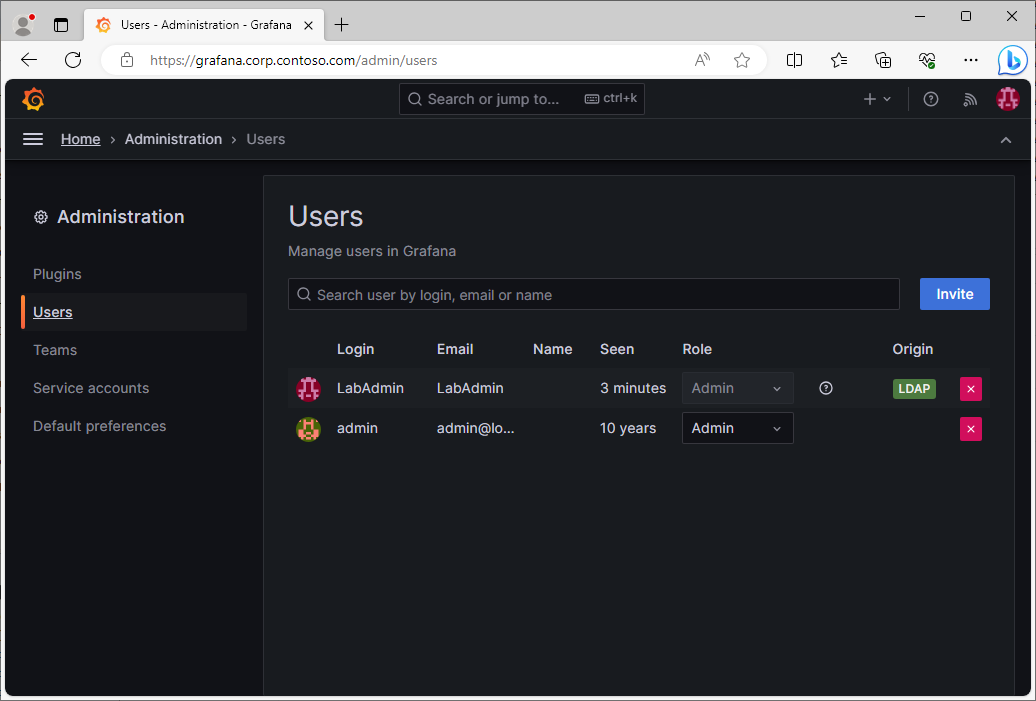 Users - Administration - Grafana
https://grafana.corp.contoso.com/admin/users
Search or jump to... ctrl+k
Home › Administration › Users
Administration
Plugins
Users
Teams
Service accounts
Default preferences
Users
Manage users in Grafana
Search user by login, email or name
Invite
Login Email Name Seen Role Origin
LabAdmin LabAdmin 3 minutes Admin LDAP
admin admin@lo... 10 years Admin